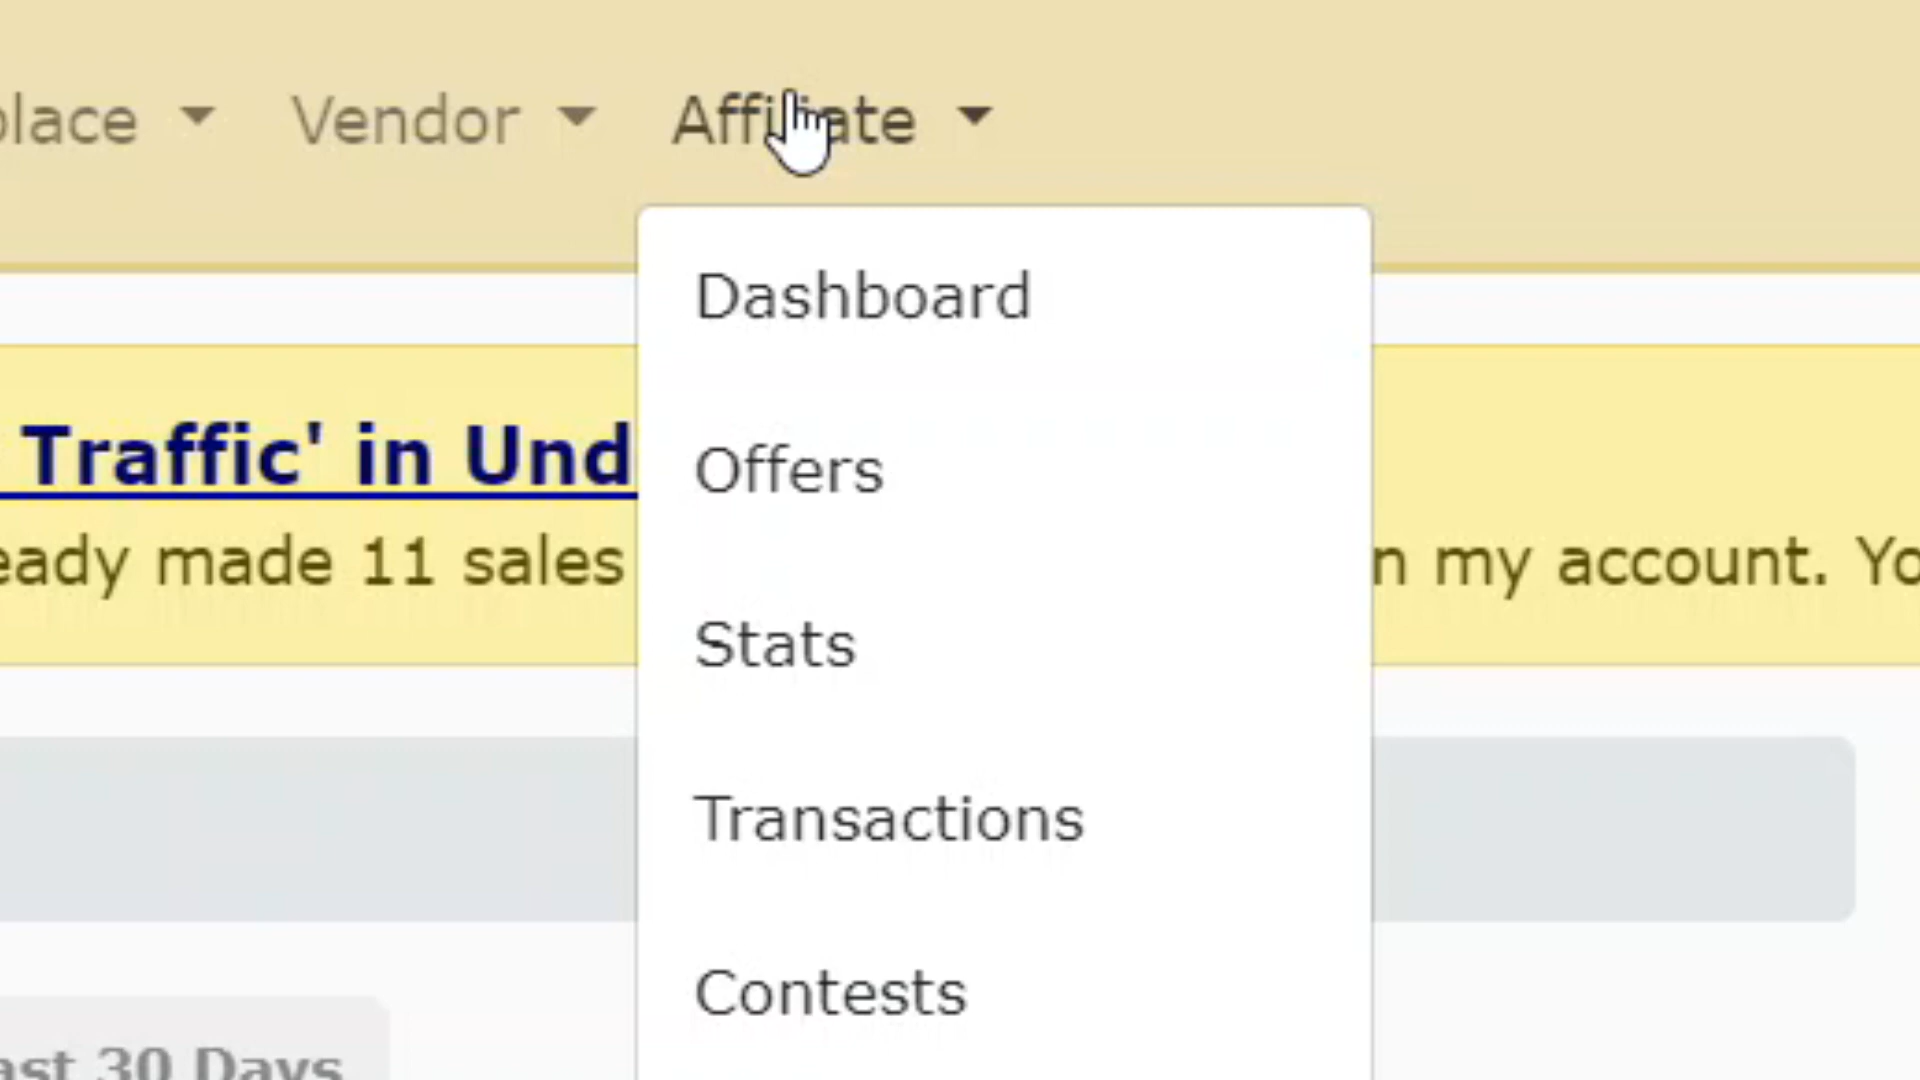 place Vendor Affiliate
Dashboard
Offers
Traffic' in Und
eady made 11 sales n my account. Yo
Stats
Transactions
Contests
ast 30 Days